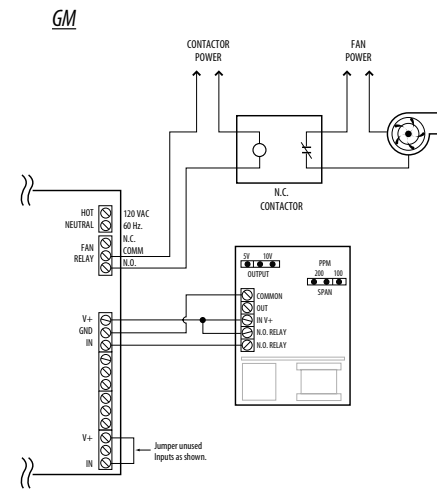 GM
CONTACTOR
POWER
FAN
POWER
N.C.
CONTACTOR
HOT
NEUTRAL
120 VAC
60 Hz.
FAN
RELAY
N.C.
COMM
N.O.
5V 10V
OUTPUT
PPM
200 100
SPAN
COMMON
OUT
IN V+
N.O. RELAY
N.O. RELAY
V+
GND
IN
V+
IN
Jumper unused
Inputs as shown.